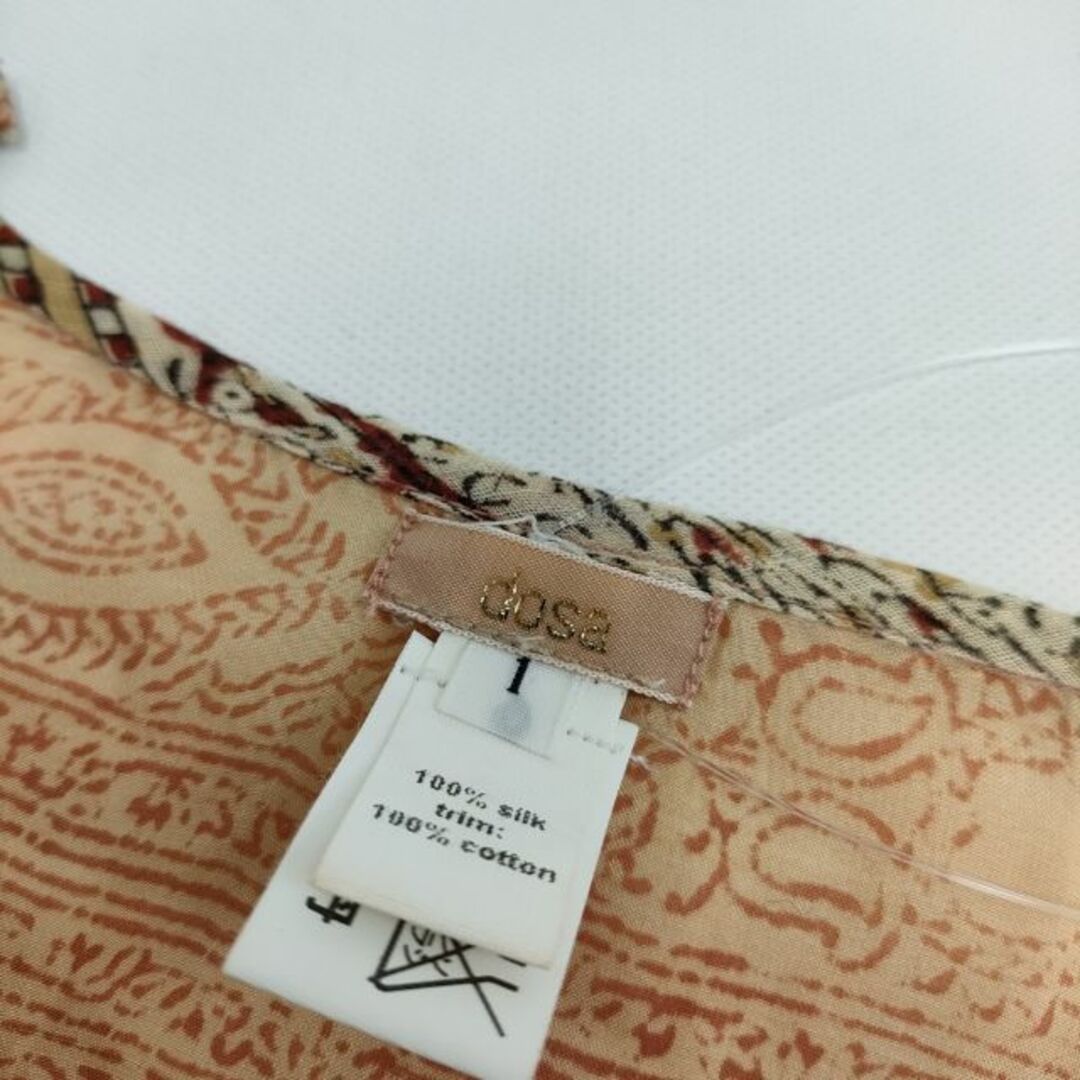 dosa
1
100% silk
trim:
100% cotton